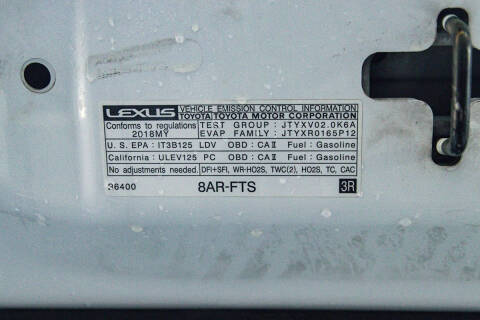 LEXUS VEHICLE EMISSION CONTROL INFORMATION
TOYOTA/TOYOTA MOTOR CORPORATION
Conforms to regulations TEST GROUP : JTYXV02.0K6A
2018MY EVAP FAMILY : JTYXR0165P12
U. S. EPA : IT3B125 LDV OBD : CAⅡ Fuel : Gasoline
California : ULEV125 PC OBD : CAⅡ Fuel : Gasoline
No adjustments needed. DFI+SFI, WR-HO2S, TWC(2), HO2S, TC, CAC
36400 8AR-FTS 3R